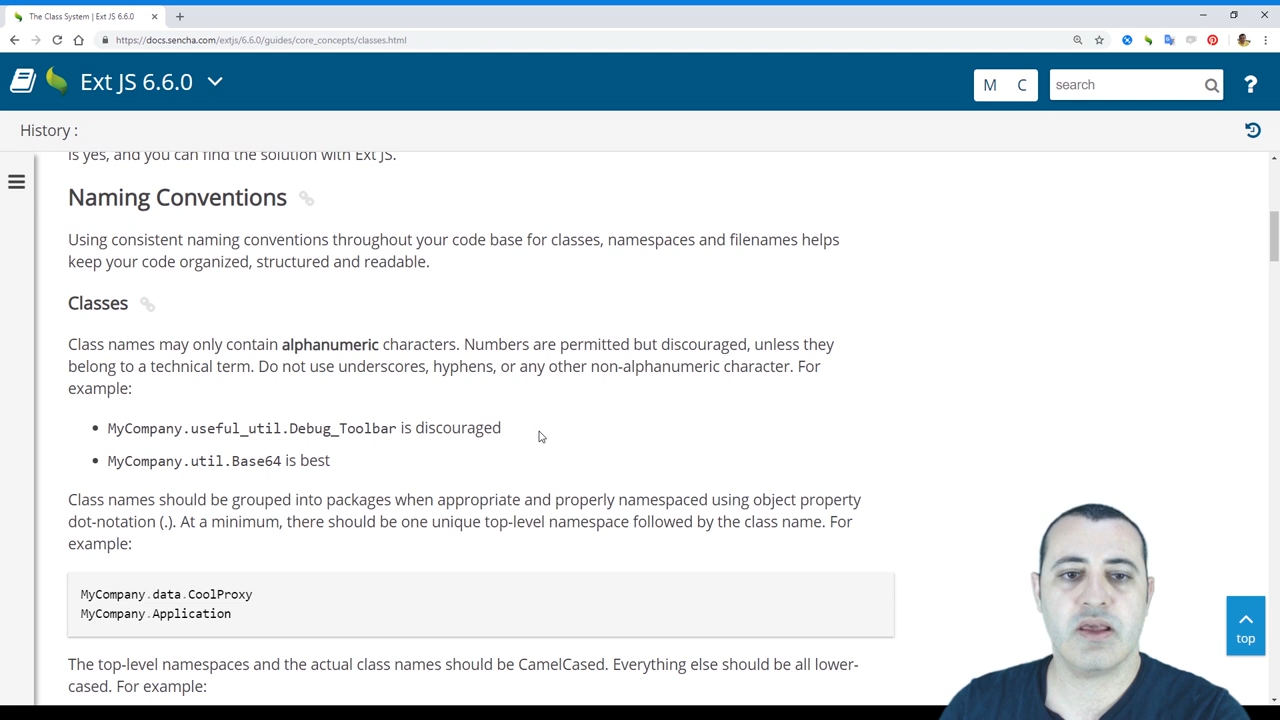 The Class System | Ext JS 6.6.0
https://docs.sencha.com/extjs/6.6.0/guides/core_concepts/classes.html
Ext JS 6.6.0
M C
search
?
History :
is yes, and you can find the solution with Ext JS.
Naming Conventions
Using consistent naming conventions throughout your code base for classes, namespaces and filenames helps
keep your code organized, structured and readable.
Classes
Class names may only contain alphanumeric characters. Numbers are permitted but discouraged, unless they
belong to a technical term. Do not use underscores, hyphens, or any other non-alphanumeric character. For
example:
• MyCompany.useful_util.Debug_Toolbar is discouraged
• MyCompany.util.Base64 is best
Class names should be grouped into packages when appropriate and properly namespaced using object property
dot-notation (.). At a minimum, there should be one unique top-level namespace followed by the class name. For
example:
MyCompany.data.CoolProxy
MyCompany.Application
The top-level namespaces and the actual class names should be CamelCased. Everything else should be all lower-
cased. For example:
top